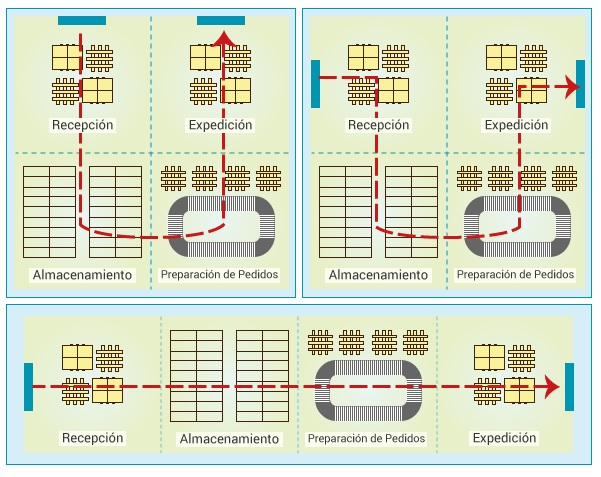 Recepción
Expedición
Almacenamiento
Preparación de Pedidos
Recepción
Expedición
Almacenamiento
Preparación de Pedidos
Recepción
Almacenamiento
Preparación de Pedidos
Expedición